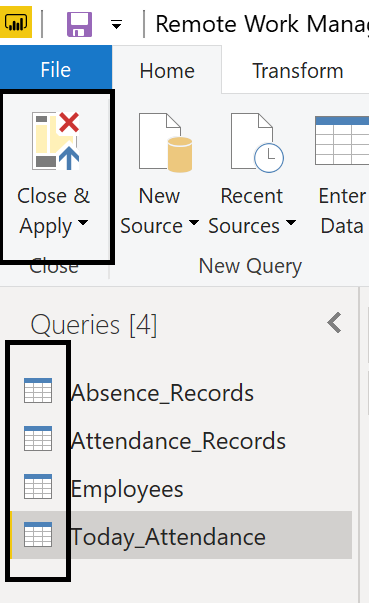 Remote Work Manag
File
Home
Transform
Close &
Apply
New
Source
Recent
Sources
Enter
Data
Close
New Query
Queries [4]
Absence_Records
Attendance_Records
Employees
Today_Attendance